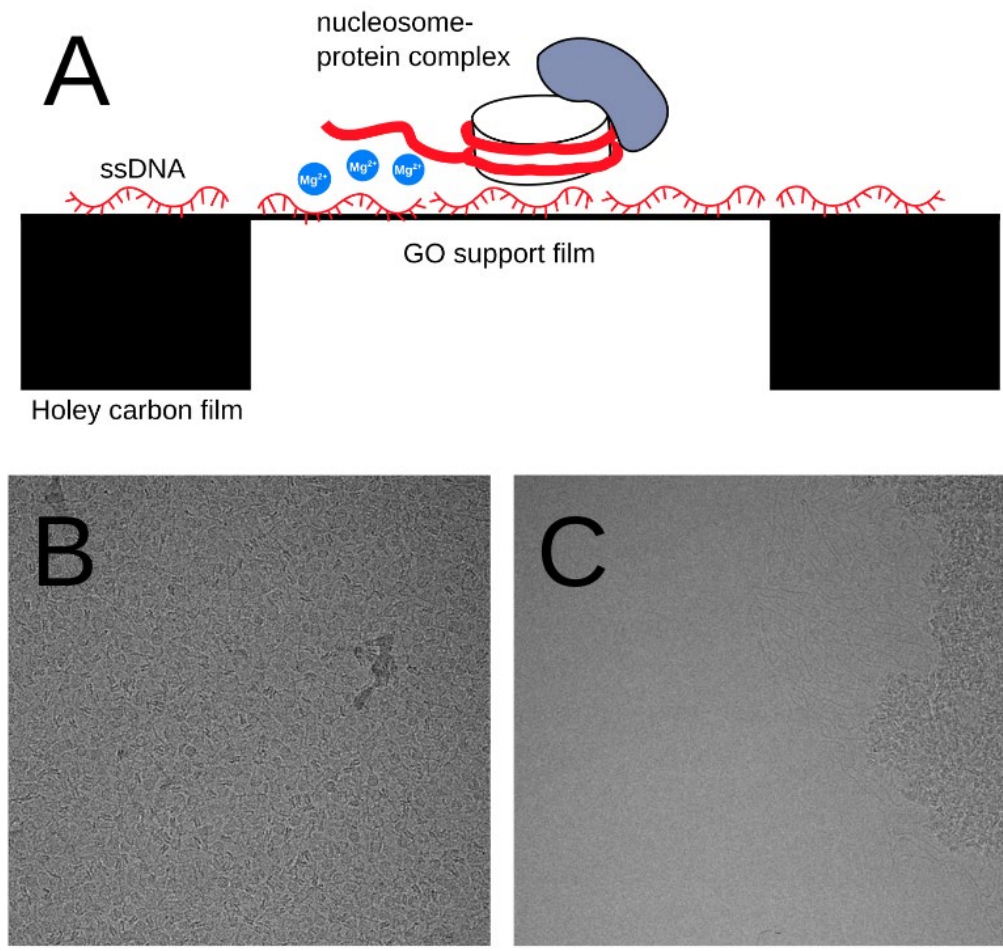 A
nucleosome-
protein complex
ssDNA
Mg²⁺
Mg²⁺
Mg²⁺
GO support film
Holey carbon film
B
C